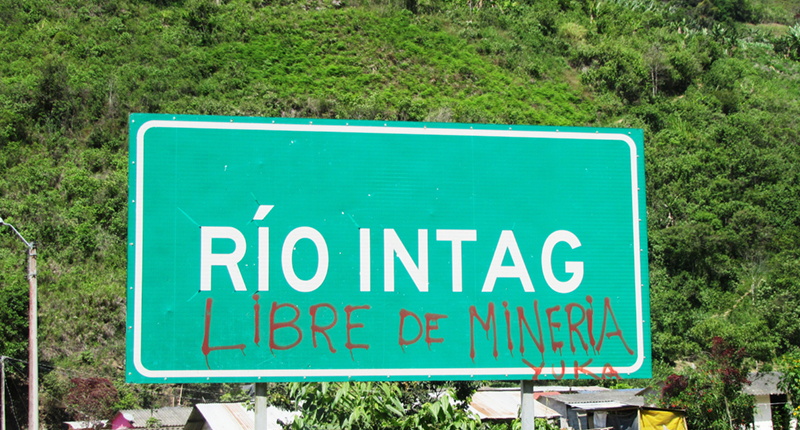 RÍO INTAG
LiBRE DE MiNERiA
YUKA